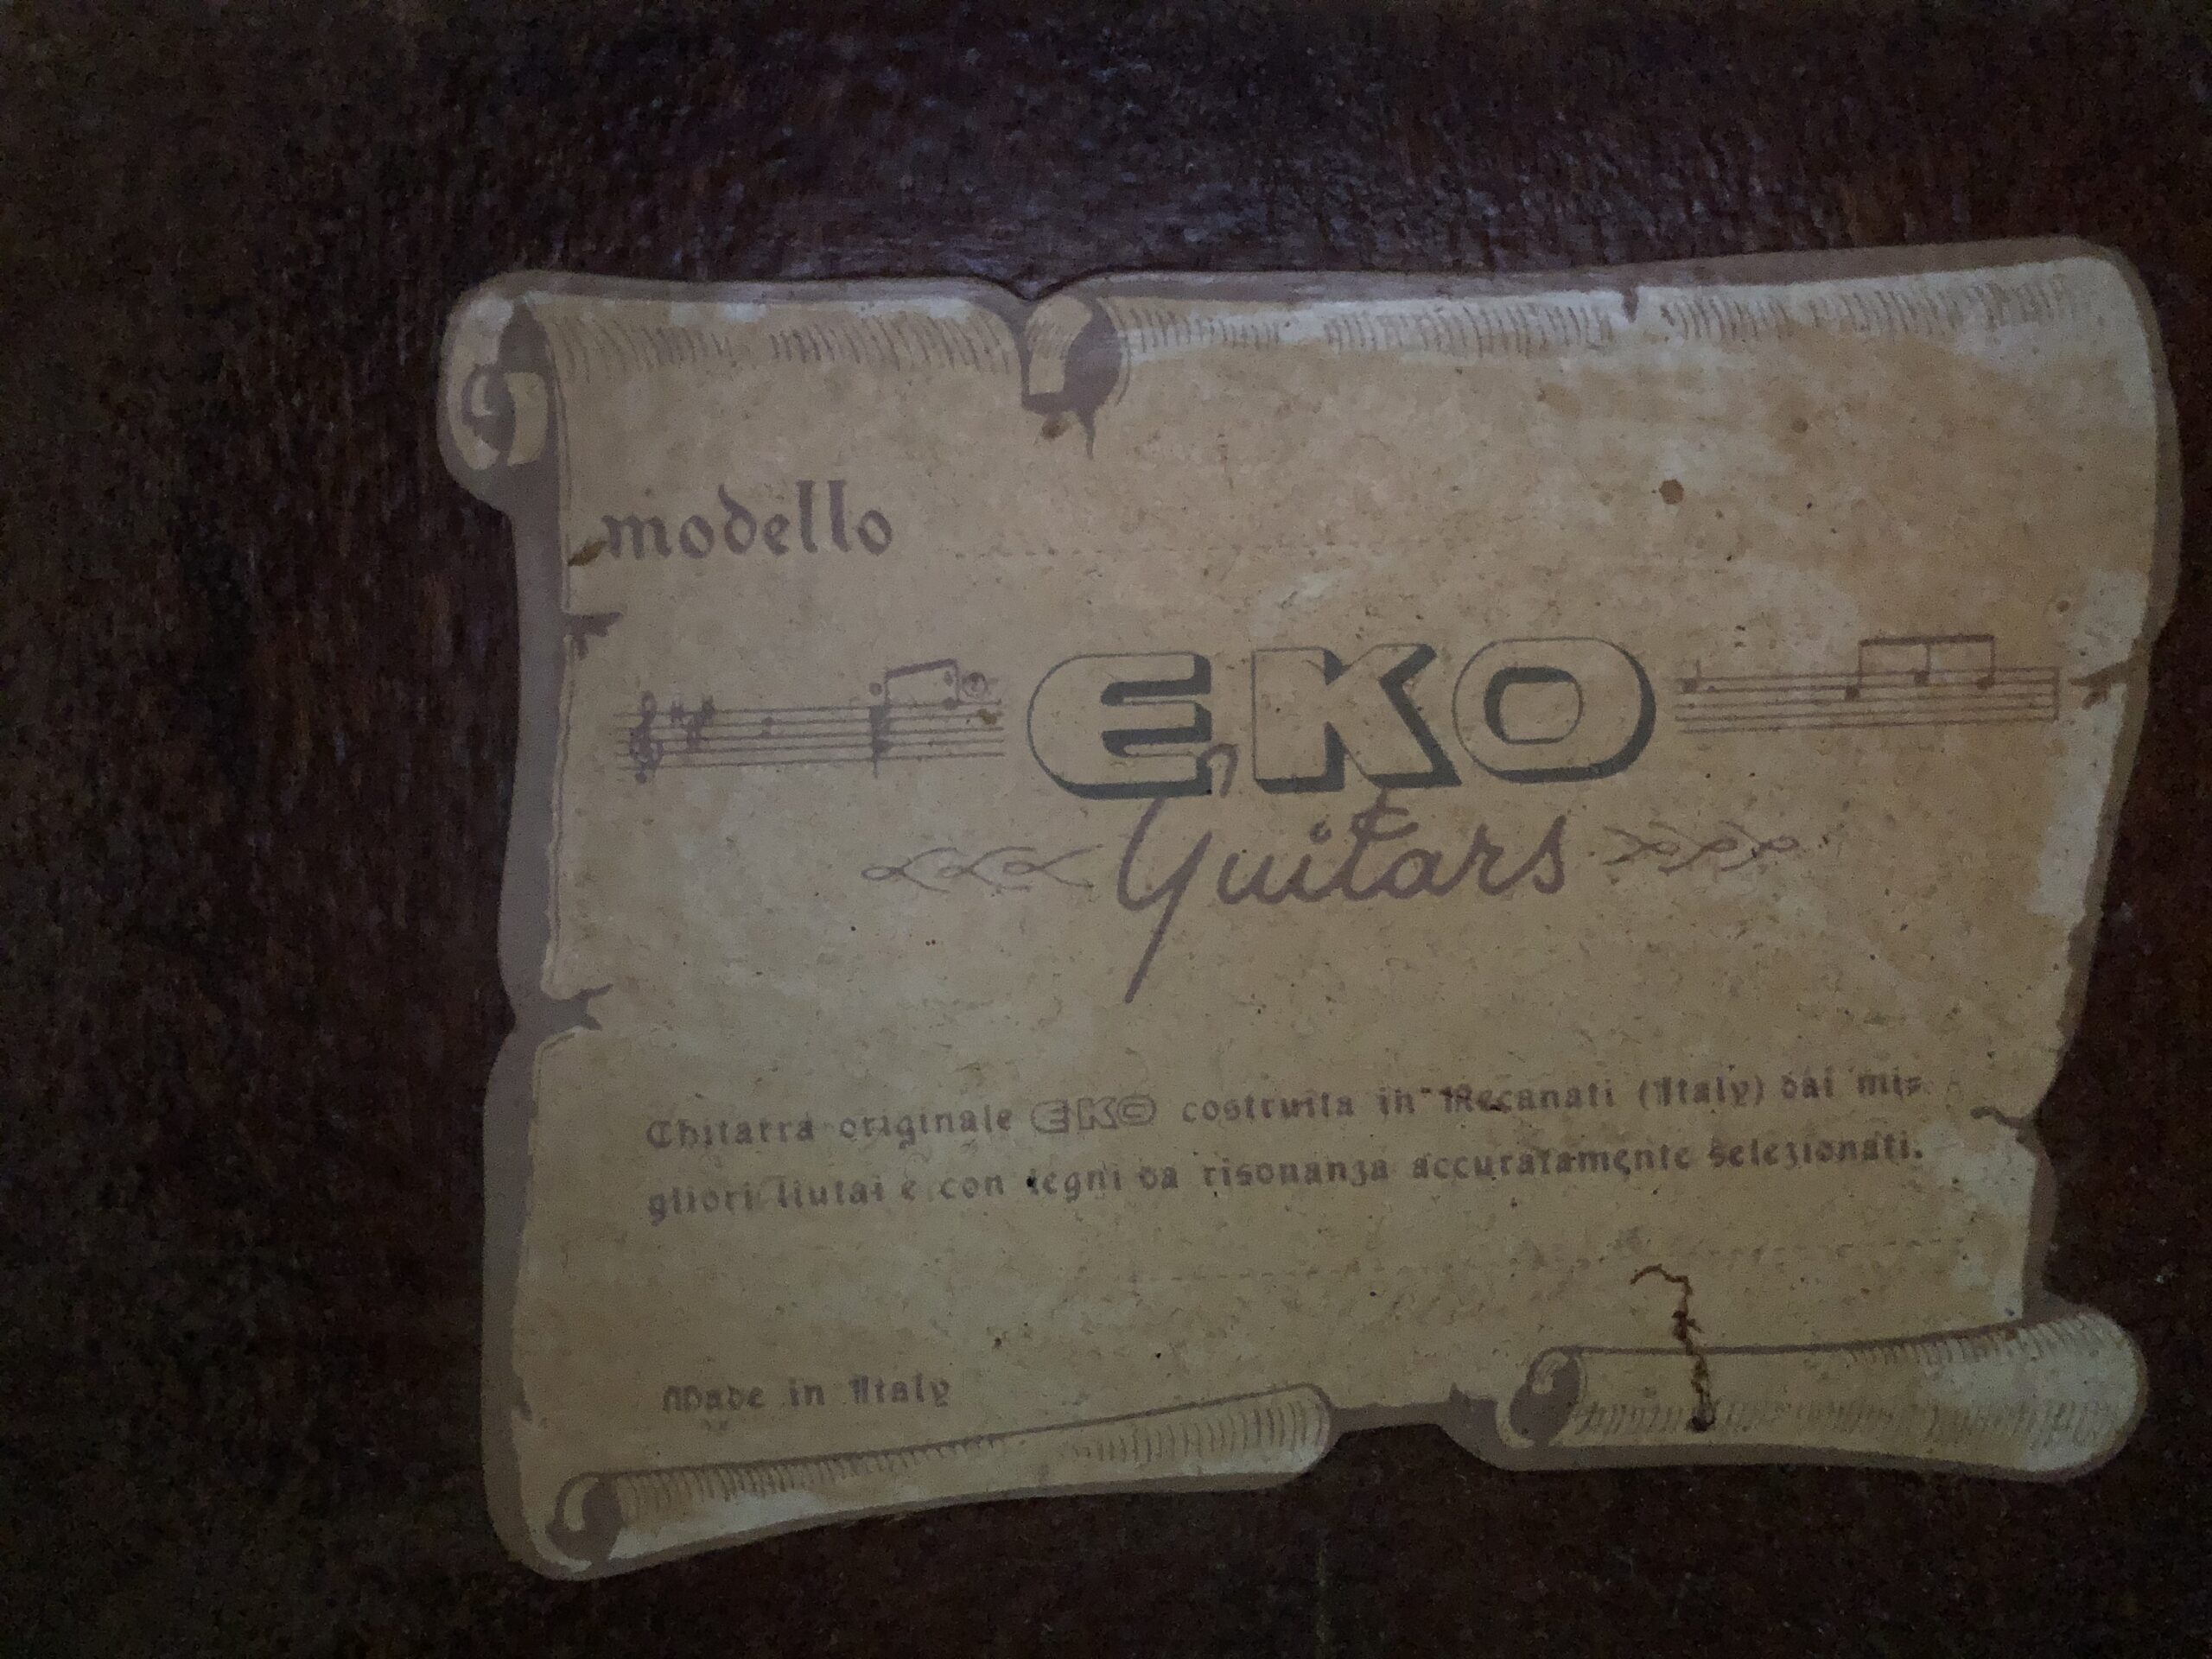 modello
EKO
Guitars
Chitarra originale EKO costruita in Recanati (Italy) dai mi=
gliori liutai e con legni da risonanza accuratamente selezionati.
Made in Italy